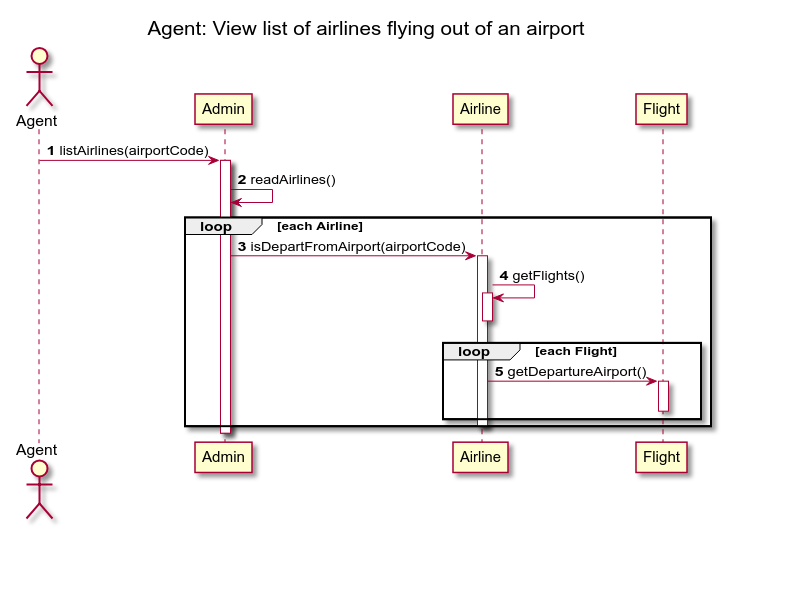 Agent: View list of airlines flying out of an airport
Agent
Admin
Airline
Flight
1 listAirlines(airportCode)
2 readAirlines()
loop [each Airline]
3 isDepartFromAirport(airportCode)
4 getFlights()
loop [each Flight]
5 getDepartureAirport()
Agent
Admin
Airline
Flight